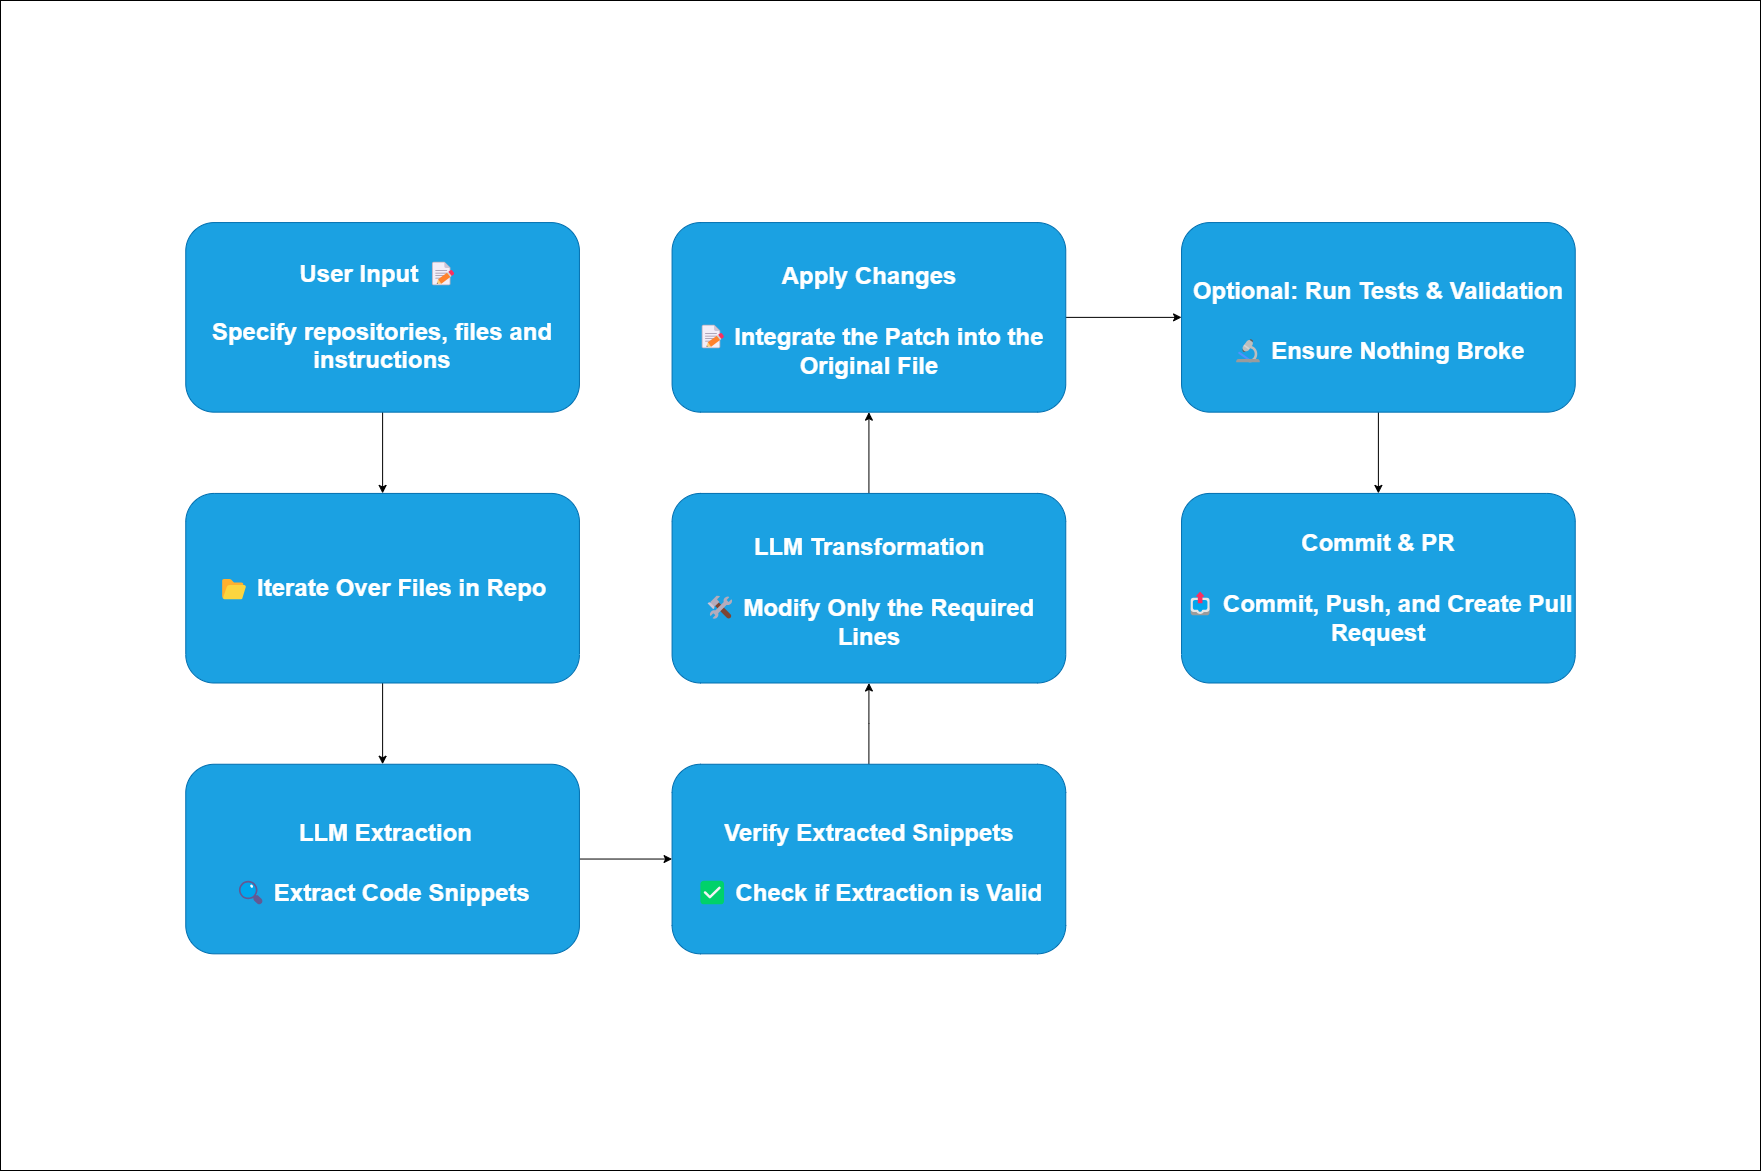 User Input 📝
Specify repositories, files and
instructions
📂 Iterate Over Files in Repo
LLM Extraction
🔍 Extract Code Snippets
Verify Extracted Snippets
✅ Check if Extraction is Valid
LLM Transformation
🛠️ Modify Only the Required
Lines
Apply Changes
📝 Integrate the Patch into the
Original File
Optional: Run Tests & Validation
🔬 Ensure Nothing Broke
Commit & PR
📤 Commit, Push, and Create Pull
Request